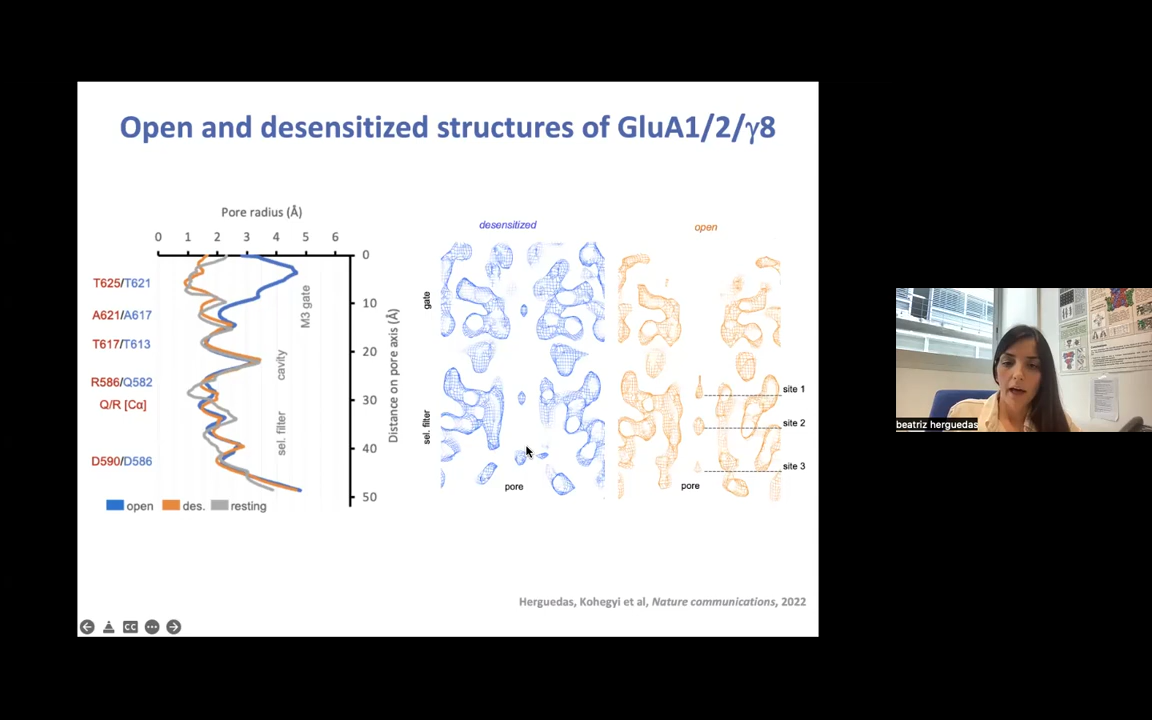 Open and desensitized structures of GluA1/2/γ8
Pore radius (Å)
0 1 2 3 4 5 6
0
10
20
30
40
50
Distance on pore axis (Å)
T625/T621
A621/A617
T617/T613
R586/Q582
Q/R [Cα]
D590/D586
M3 gate
cavity
sel. filter
open des. resting
desensitized
open
gate
sel. filter
pore
pore
site 1
site 2
site 3
Herguedas, Kohegyi et al, Nature communications, 2022
CC
beatriz herguedas